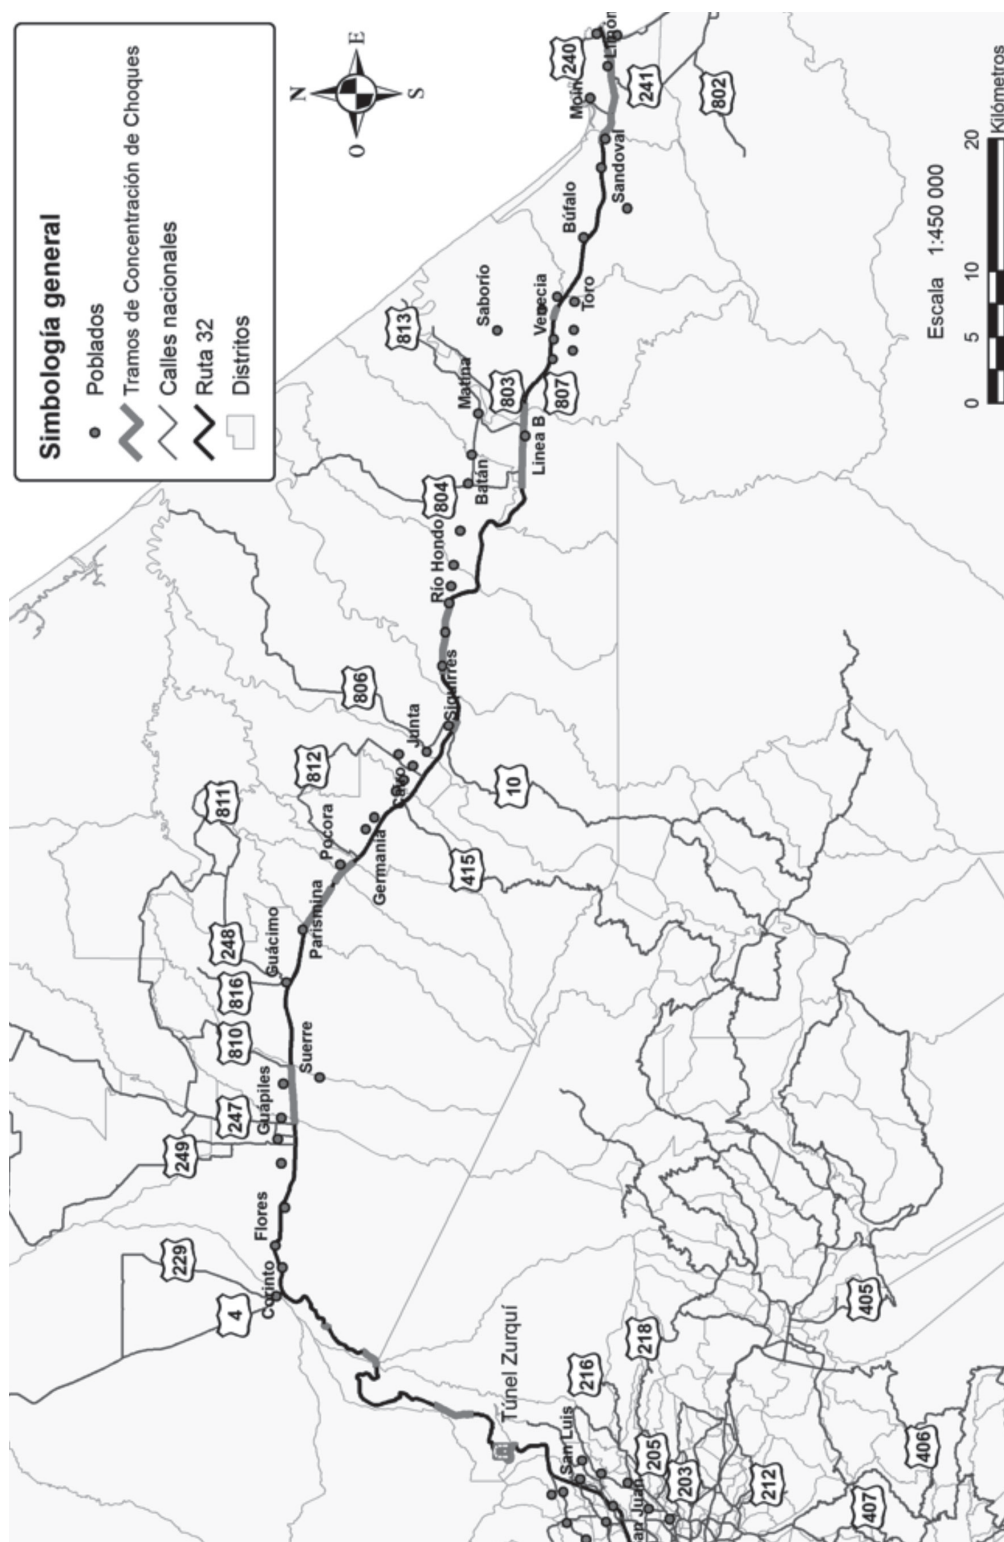 Simbología general
Poblados
Tramos de Concentración de Choques
Calles nacionales
Ruta 32
Distritos
N
E
S
O
Escala 1:450 000
0
5
10
20
Kilómetros
4
229
Corinto
Flores
249
247
Guápiles
810
Suerre
816
248
Guácimo
811
Parismina
Pocora
812
Germania
415
Junta
806
10
Siquirres
Río Hondo
804
Batán
Matina
813
803
Linea B
807
Saborío
Venecia
Toro
Búfalo
Sandoval
Moín
240
Limón
241
802
Túnel Zurquí
San Luis
216
218
205
203
212
405
406
407
an Juan